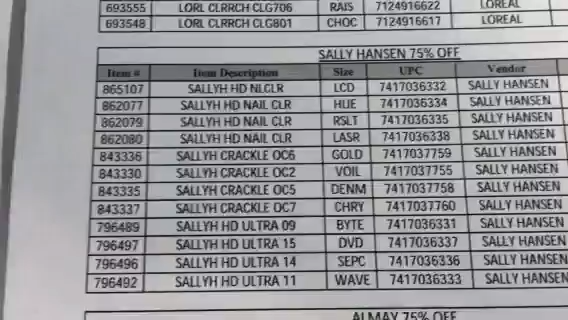 693555 LORL CLRRCH CLG706 RAIS 7124916622 LOREAL
693548 LORL CLRRCH CLG801 CHOC 7124916617 LOREAL
SALLY HANSEN 75% OFF
Item # Item Description Size UPC Vendor
865107 SALLYH HD NLCLR LCD 7417036332 SALLY HANSEN
862077 SALLYH HD NAIL CLR HUE 7417036334 SALLY HANSEN
862079 SALLYH HD NAIL CLR RSLT 7417036335 SALLY HANSEN
862080 SALLYH HD NAIL CLR LASR 7417036338 SALLY HANSEN
843336 SALLYH CRACKLE OC6 GOLD 7417037759 SALLY HANSEN
843330 SALLYH CRACKLE OC2 VOIL 7417037755 SALLY HANSEN
843335 SALLYH CRACKLE OC5 DENM 7417037758 SALLY HANSEN
843337 SALLYH CRACKLE OC7 CHRY 7417037760 SALLY HANSEN
796489 SALLYH HD ULTRA 09 BYTE 7417036331 SALLY HANSEN
796497 SALLYH HD ULTRA 15 DVD 7417036337 SALLY HANSEN
796496 SALLYH HD ULTRA 14 SEPC 7417036336 SALLY HANSEN
796492 SALLYH HD ULTRA 11 WAVE 7417036333 SALLY HANSEN
ALMAY 75% OFF